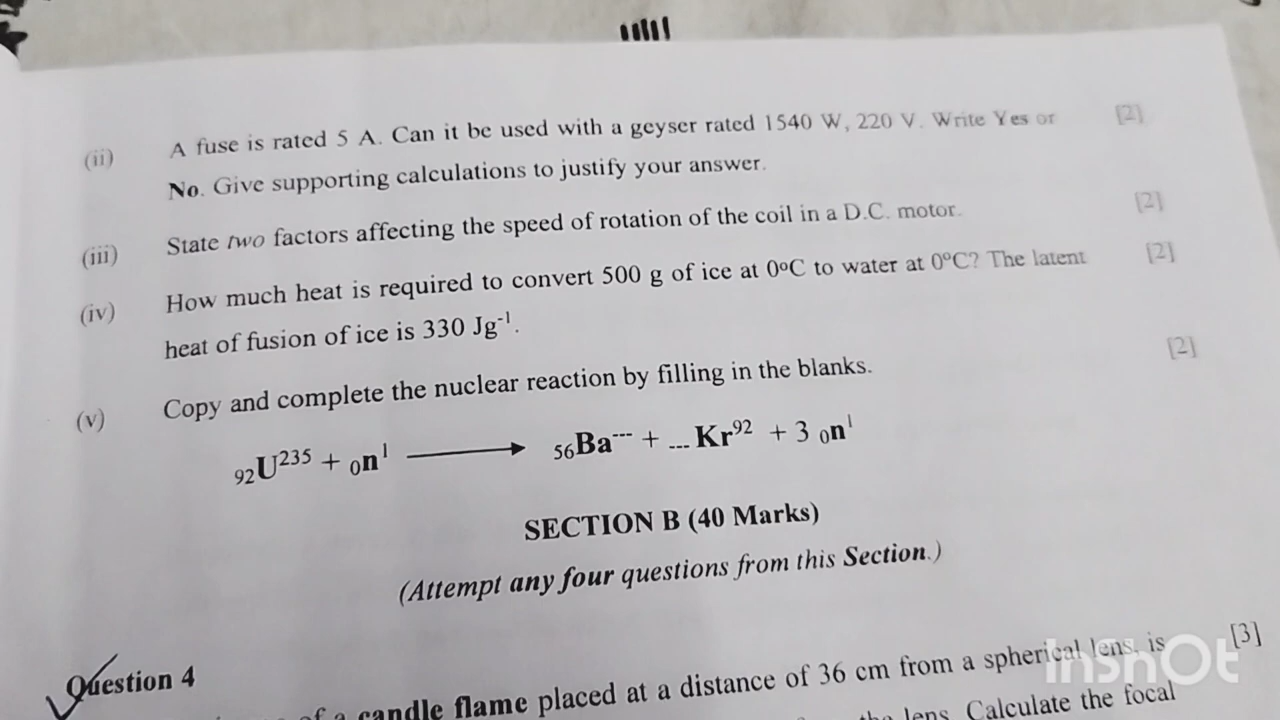 (ii) A fuse is rated 5 A. Can it be used with a geyser rated 1540 W, 220 V. Write Yes or [2]
No. Give supporting calculations to justify your answer.
(iii) State two factors affecting the speed of rotation of the coil in a D.C. motor. [2]
(iv) How much heat is required to convert 500 g of ice at 0°C to water at 0°C? The latent [2]
heat of fusion of ice is 330 Jg⁻¹.
(v) Copy and complete the nuclear reaction by filling in the blanks. [2]
₉₂U²³⁵ + ₀n¹ ⟶ ₅₆Ba⁻⁻⁻ + ---Kr⁹² + 3 ₀n¹
SECTION B (40 Marks)
(Attempt any four questions from this Section.)
Question 4
of a candle flame placed at a distance of 36 cm from a spherical lens, is [3]
the lens. Calculate the focal
InShOt